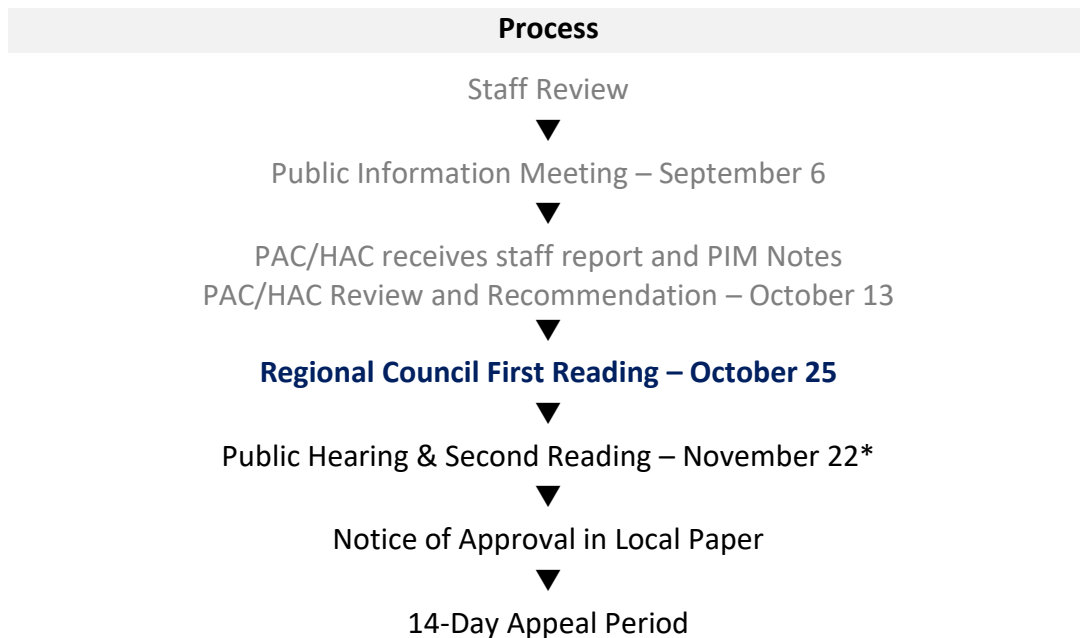 Process
Staff Review
Public Information Meeting – September 6
PAC/HAC receives staff report and PIM Notes
PAC/HAC Review and Recommendation – October 13
Regional Council First Reading – October 25
Public Hearing & Second Reading – November 22*
Notice of Approval in Local Paper
14-Day Appeal Period